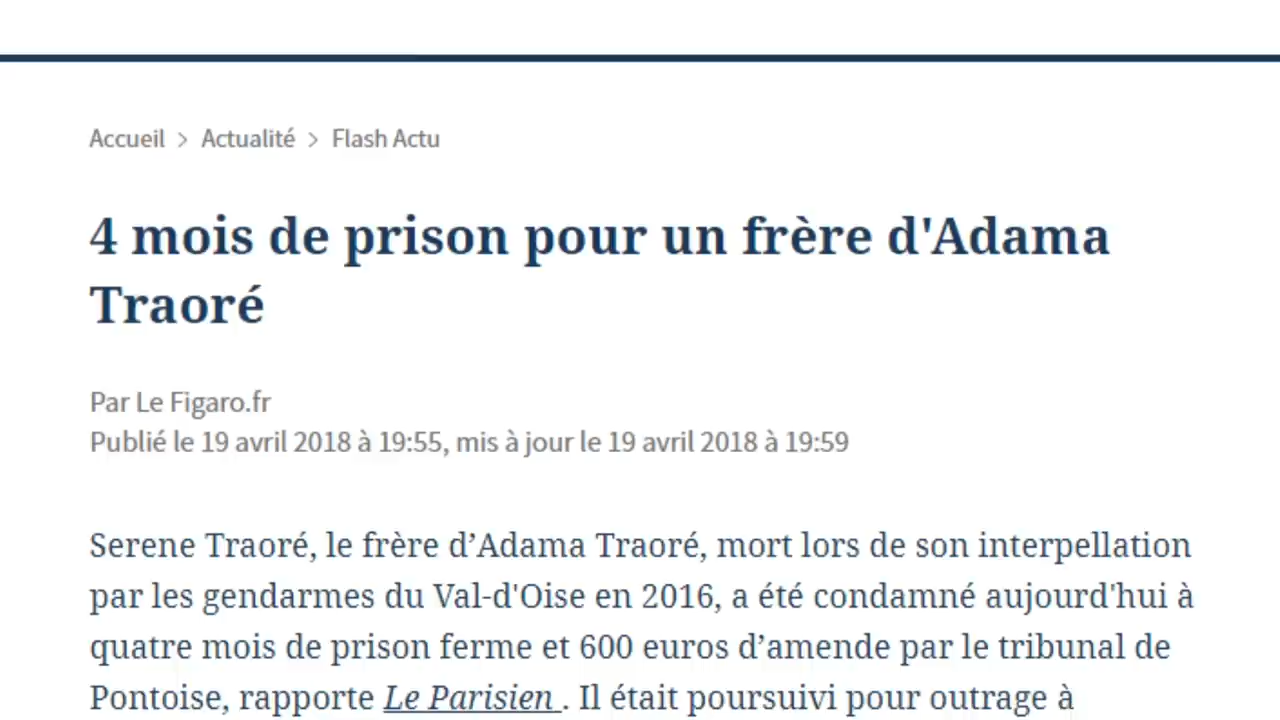 Accueil > Actualité > Flash Actu
4 mois de prison pour un frère d'Adama
Traoré
Par Le Figaro.fr
Publié le 19 avril 2018 à 19:55, mis à jour le 19 avril 2018 à 19:59
Serene Traoré, le frère d’Adama Traoré, mort lors de son interpellation
par les gendarmes du Val-d'Oise en 2016, a été condamné aujourd'hui à
quatre mois de prison ferme et 600 euros d’amende par le tribunal de
Pontoise, rapporte Le Parisien . Il était poursuivi pour outrage à